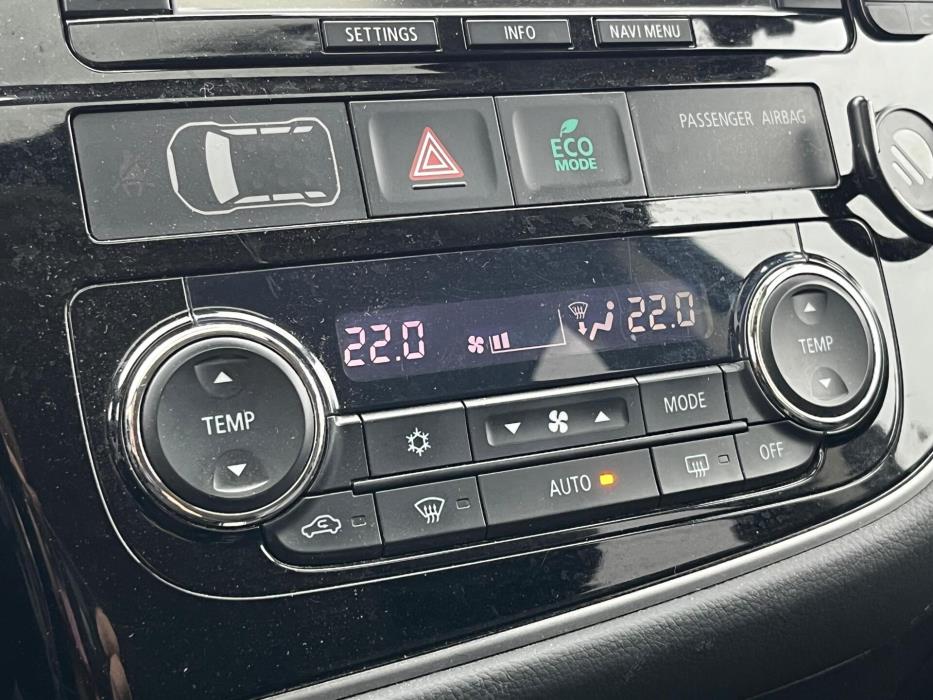 SETTINGS
INFO
NAVI MENU
ECO
MODE
PASSENGER AIRBAG
22.0
22.0
TEMP
TEMP
MODE
AUTO
OFF